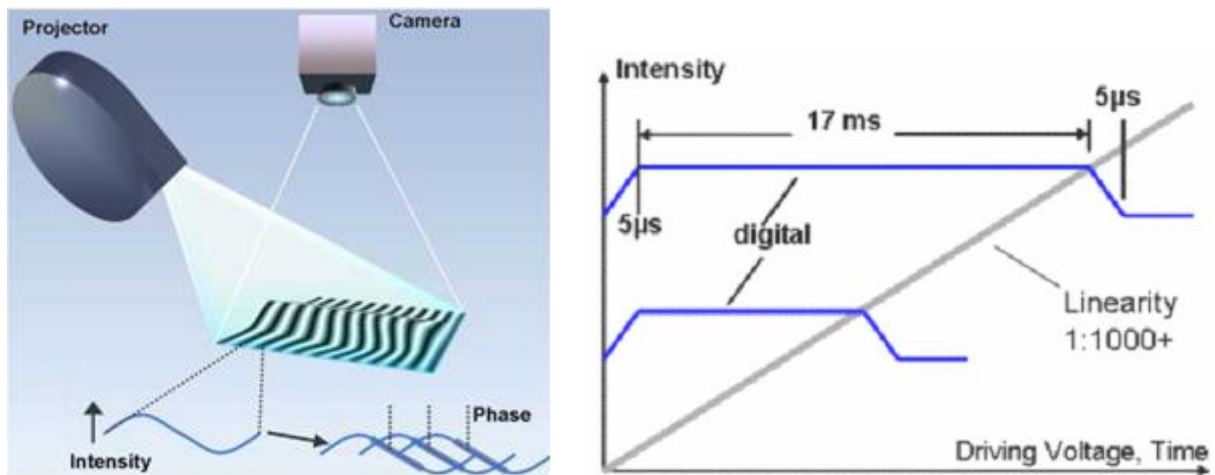 Projector
Camera
Phase
Intensity
Intensity
5µs
17 ms
5µs
digital
Linearity
1:1000+
Driving Voltage, Time